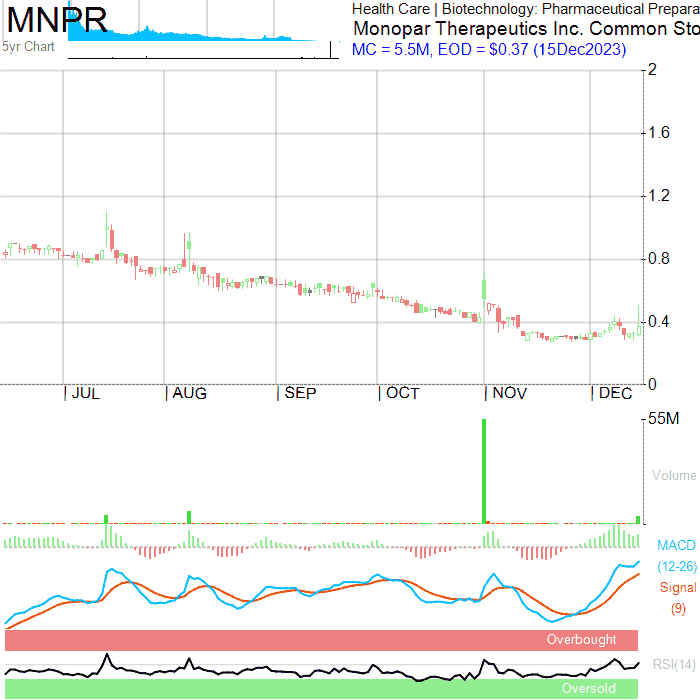 MNPR
5yr Chart
Health Care | Biotechnology: Pharmaceutical Prepara
Monopar Therapeutics Inc. Common Sto
MC = 5.5M, EOD = $0.37 (15Dec2023)
2
1.6
1.2
0.8
0.4
0
JUL AUG SEP OCT NOV DEC
55M
Volume
MACD
(12-26)
Signal
(9)
Overbought
RSI(14)
Oversold